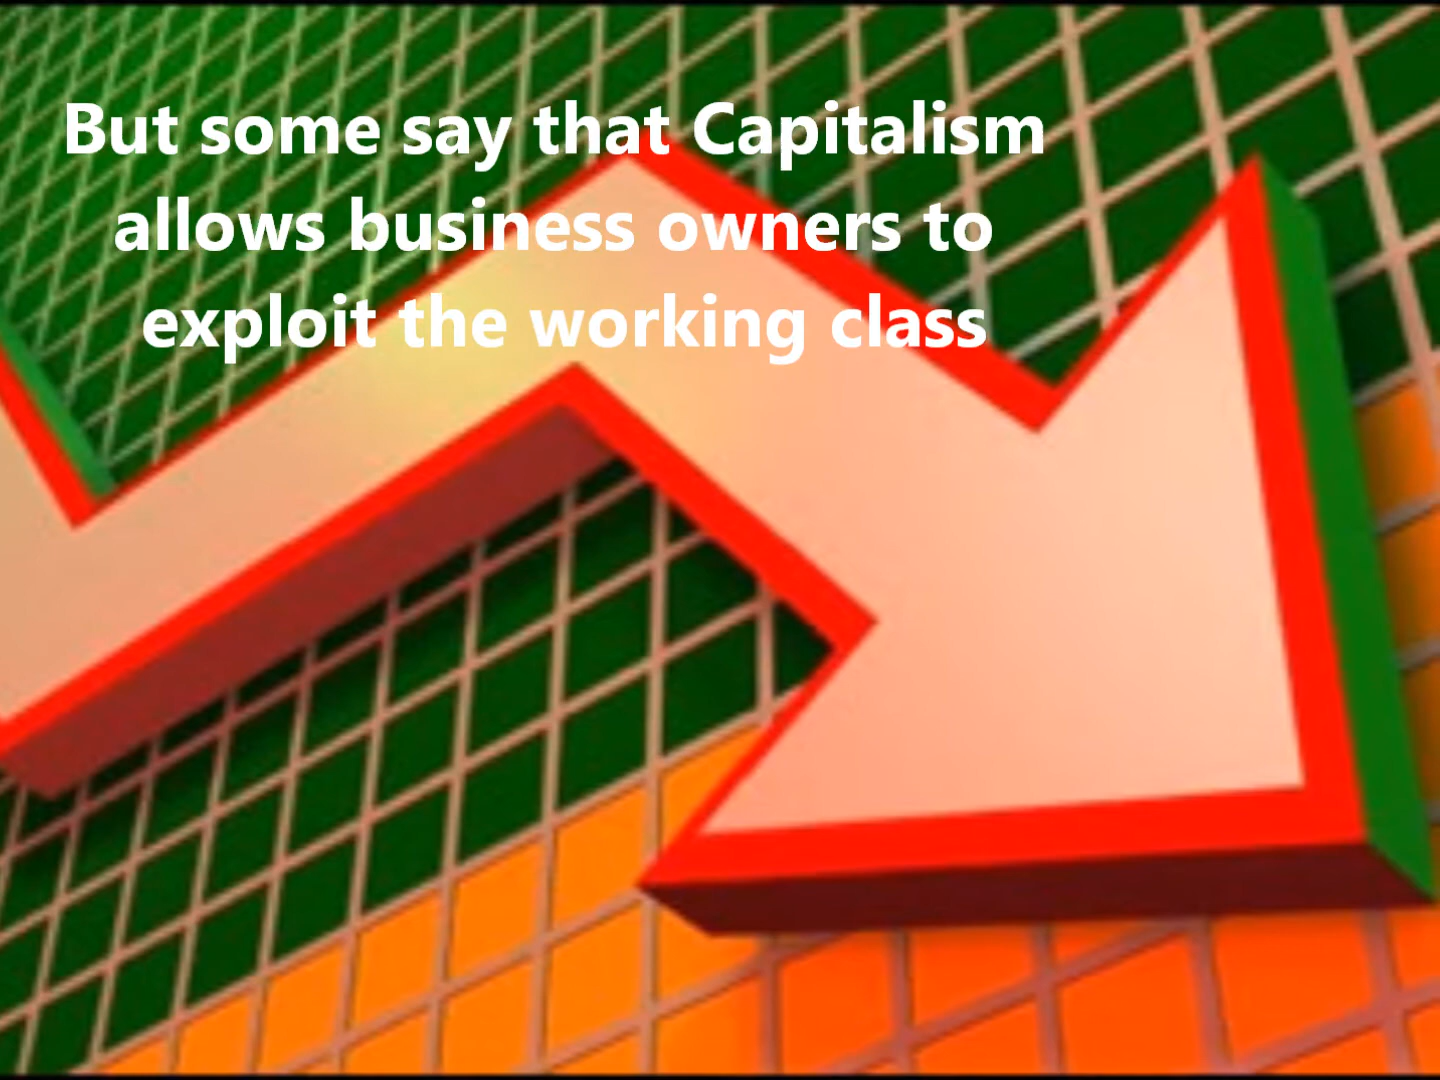 But some say that Capitalism
allows business owners to
exploit the working class